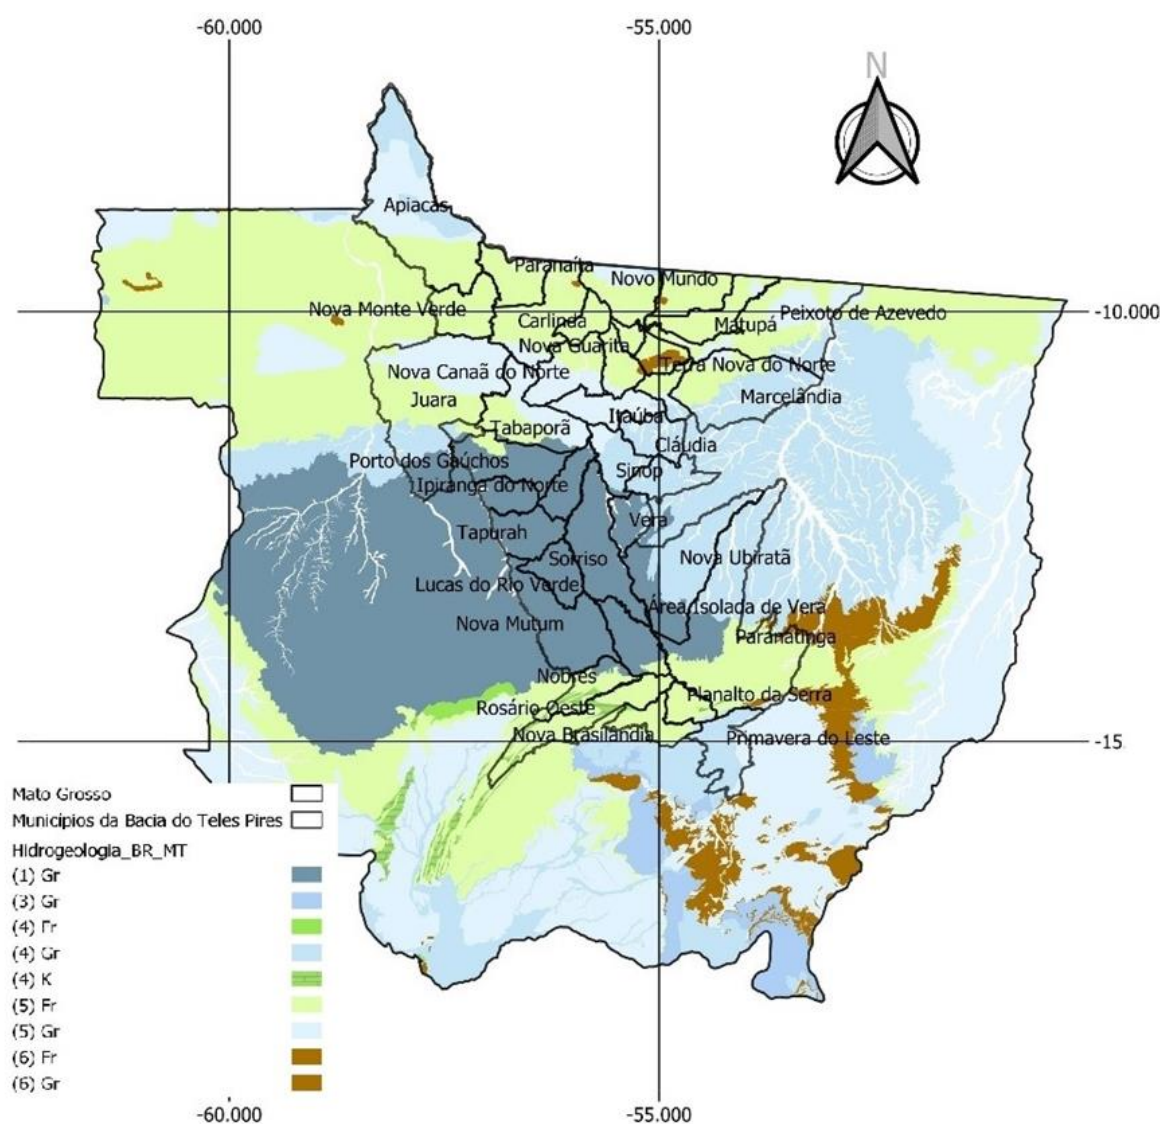 -60.000 -55.000
N
Apiacás
Paranaíta
Novo Mundo
Nova Monte Verde
Peixoto de Azevedo
-10.000
Carlinda
Matupá
Nova Guarita
Terra Nova do Norte
Nova Canaã do Norte
Juara
Marcelândia
Itaúba
Tabaporã
Cláudia
Porto dos Gaúchos
Sinop
Ipiranga do Norte
Vera
Tapurah
Sorriso
Nova Ubiratã
Lucas do Rio Verde
Área Isolada de Vera
Nova Mutum
Paranatinga
Nobres
Planalto da Serra
Rosário Oeste
Nova Brasilândia
Primavera do Leste
-15.
Mato Grosso
Municípios da Bacia do Teles Pires
Hidrogeologia_BR_MT
(1) Gr
(3) Gr
(4) Fr
(4) Gr
(4) K
(5) Fr
(5) Gr
(6) Fr
(6) Gr
-60.000 -55.000